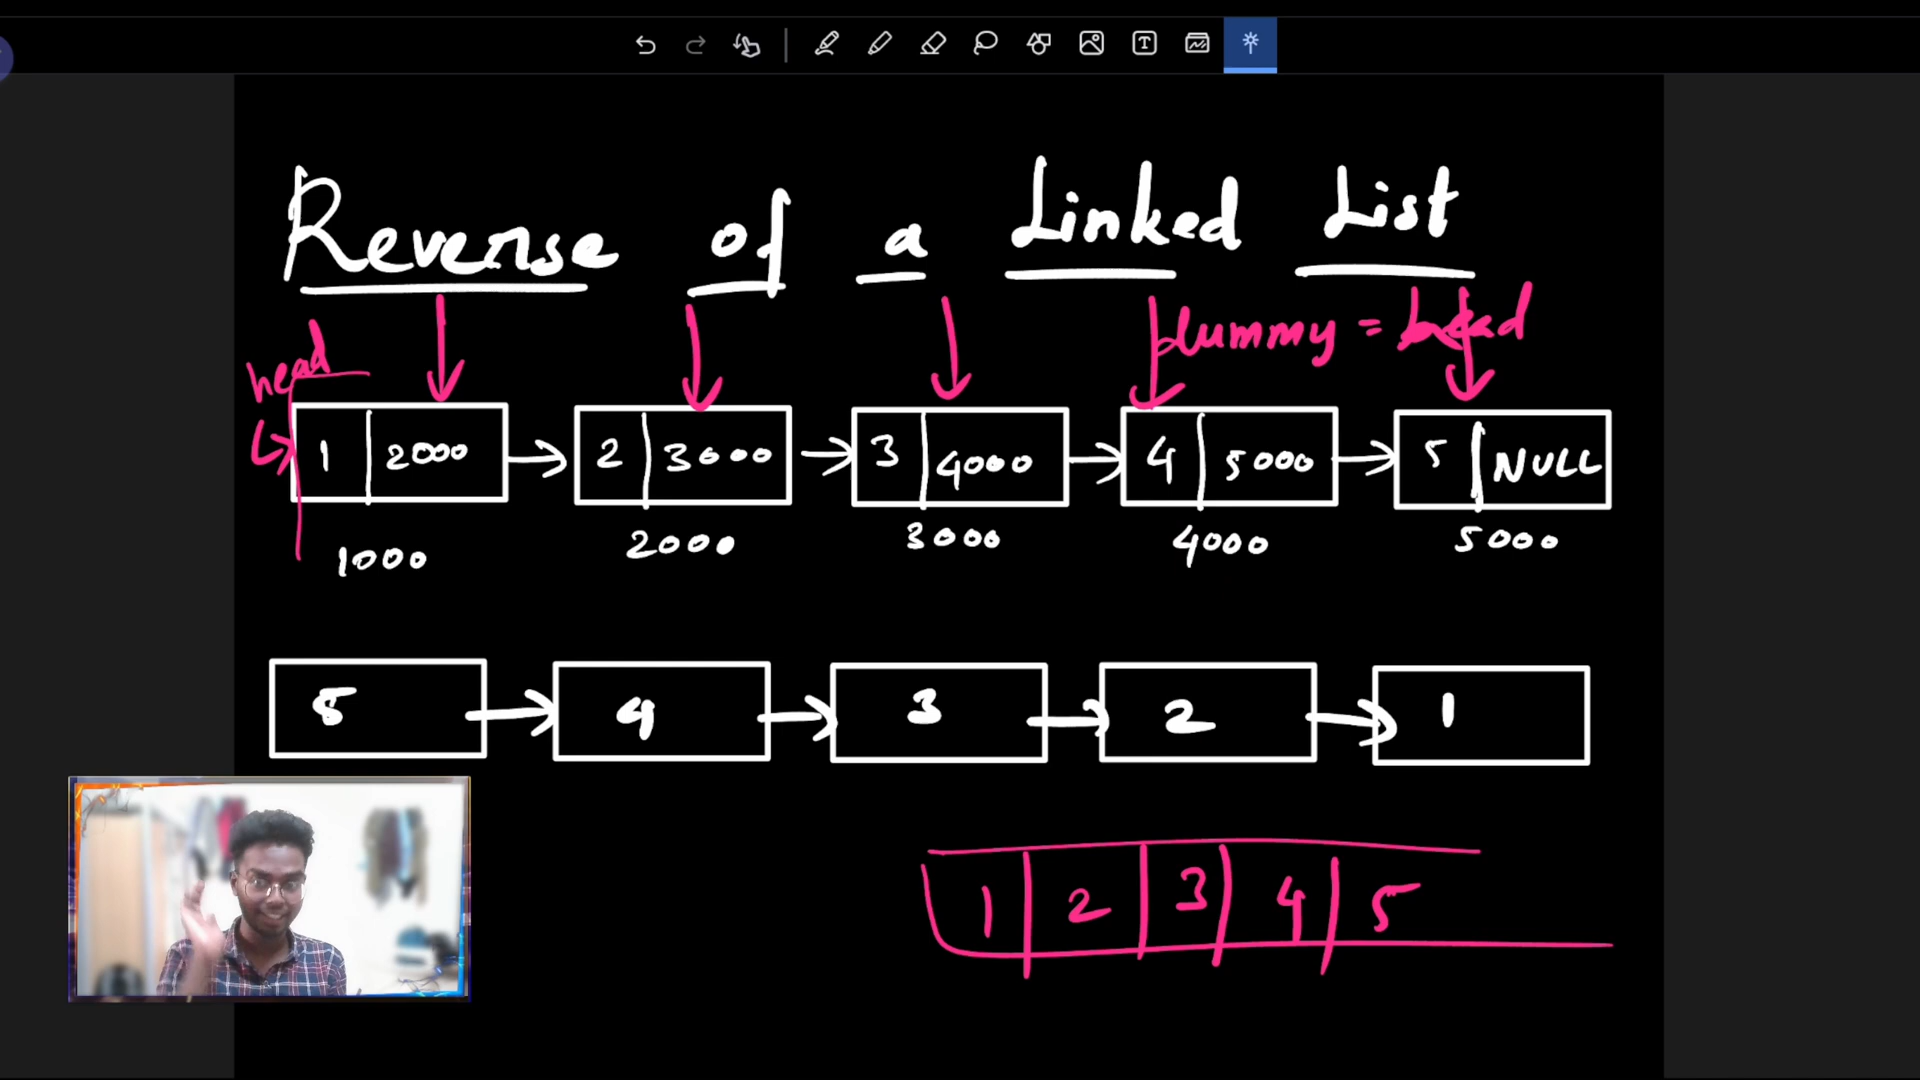 Reverse of a Linked List
dummy = head
head
1 2000 2 3000 3 4000 4 5000 5 NULL
1000 2000 3000 4000 5000
5 4 3 2 1
1 2 3 4 5